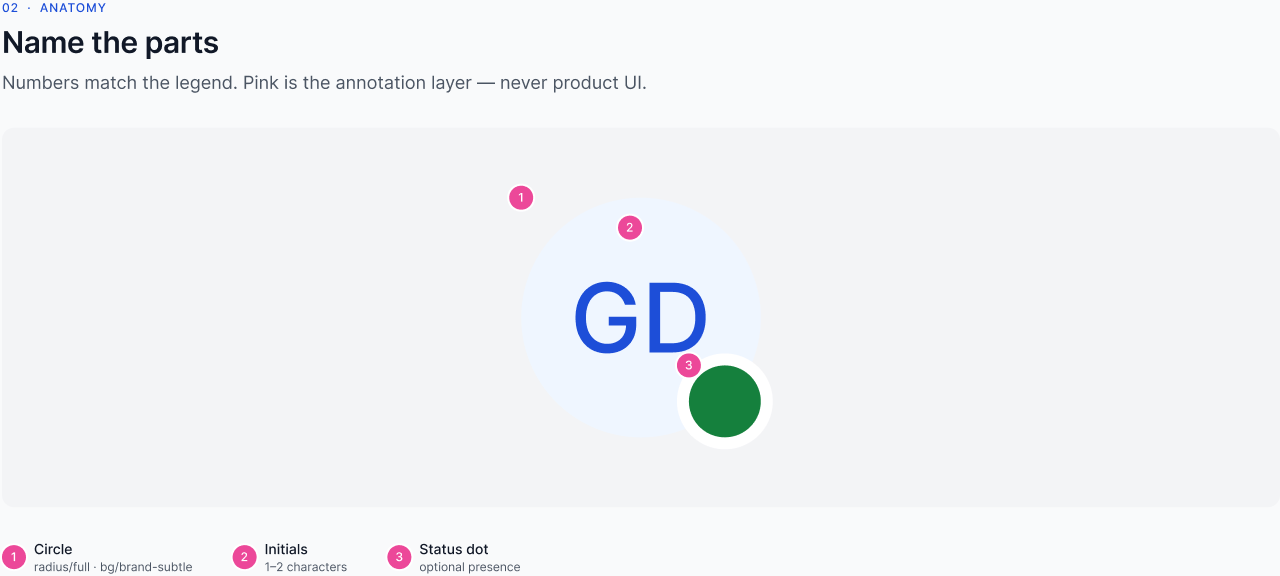 02 · ANATOMY
Name the parts
Numbers match the legend. Pink is the annotation layer — never product UI.
1
2
GD
3
1 Circle
radius/full · bg/brand-subtle
2 Initials
1–2 characters
3 Status dot
optional presence